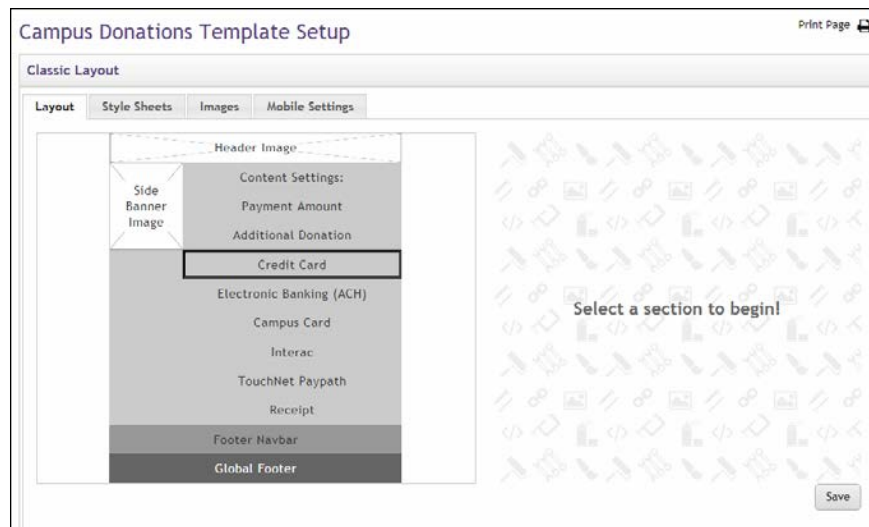 Campus Donations Template Setup
Print Page
Classic Layout
Layout Style Sheets Images Mobile Settings
Header Image
Side
Banner
Image
Content Settings:
Payment Amount
Additional Donation
Credit Card
Electronic Banking (ACH)
Campus Card
Interac
TouchNet Paypath
Receipt
Footer Navbar
Global Footer
Select a section to begin!
Save